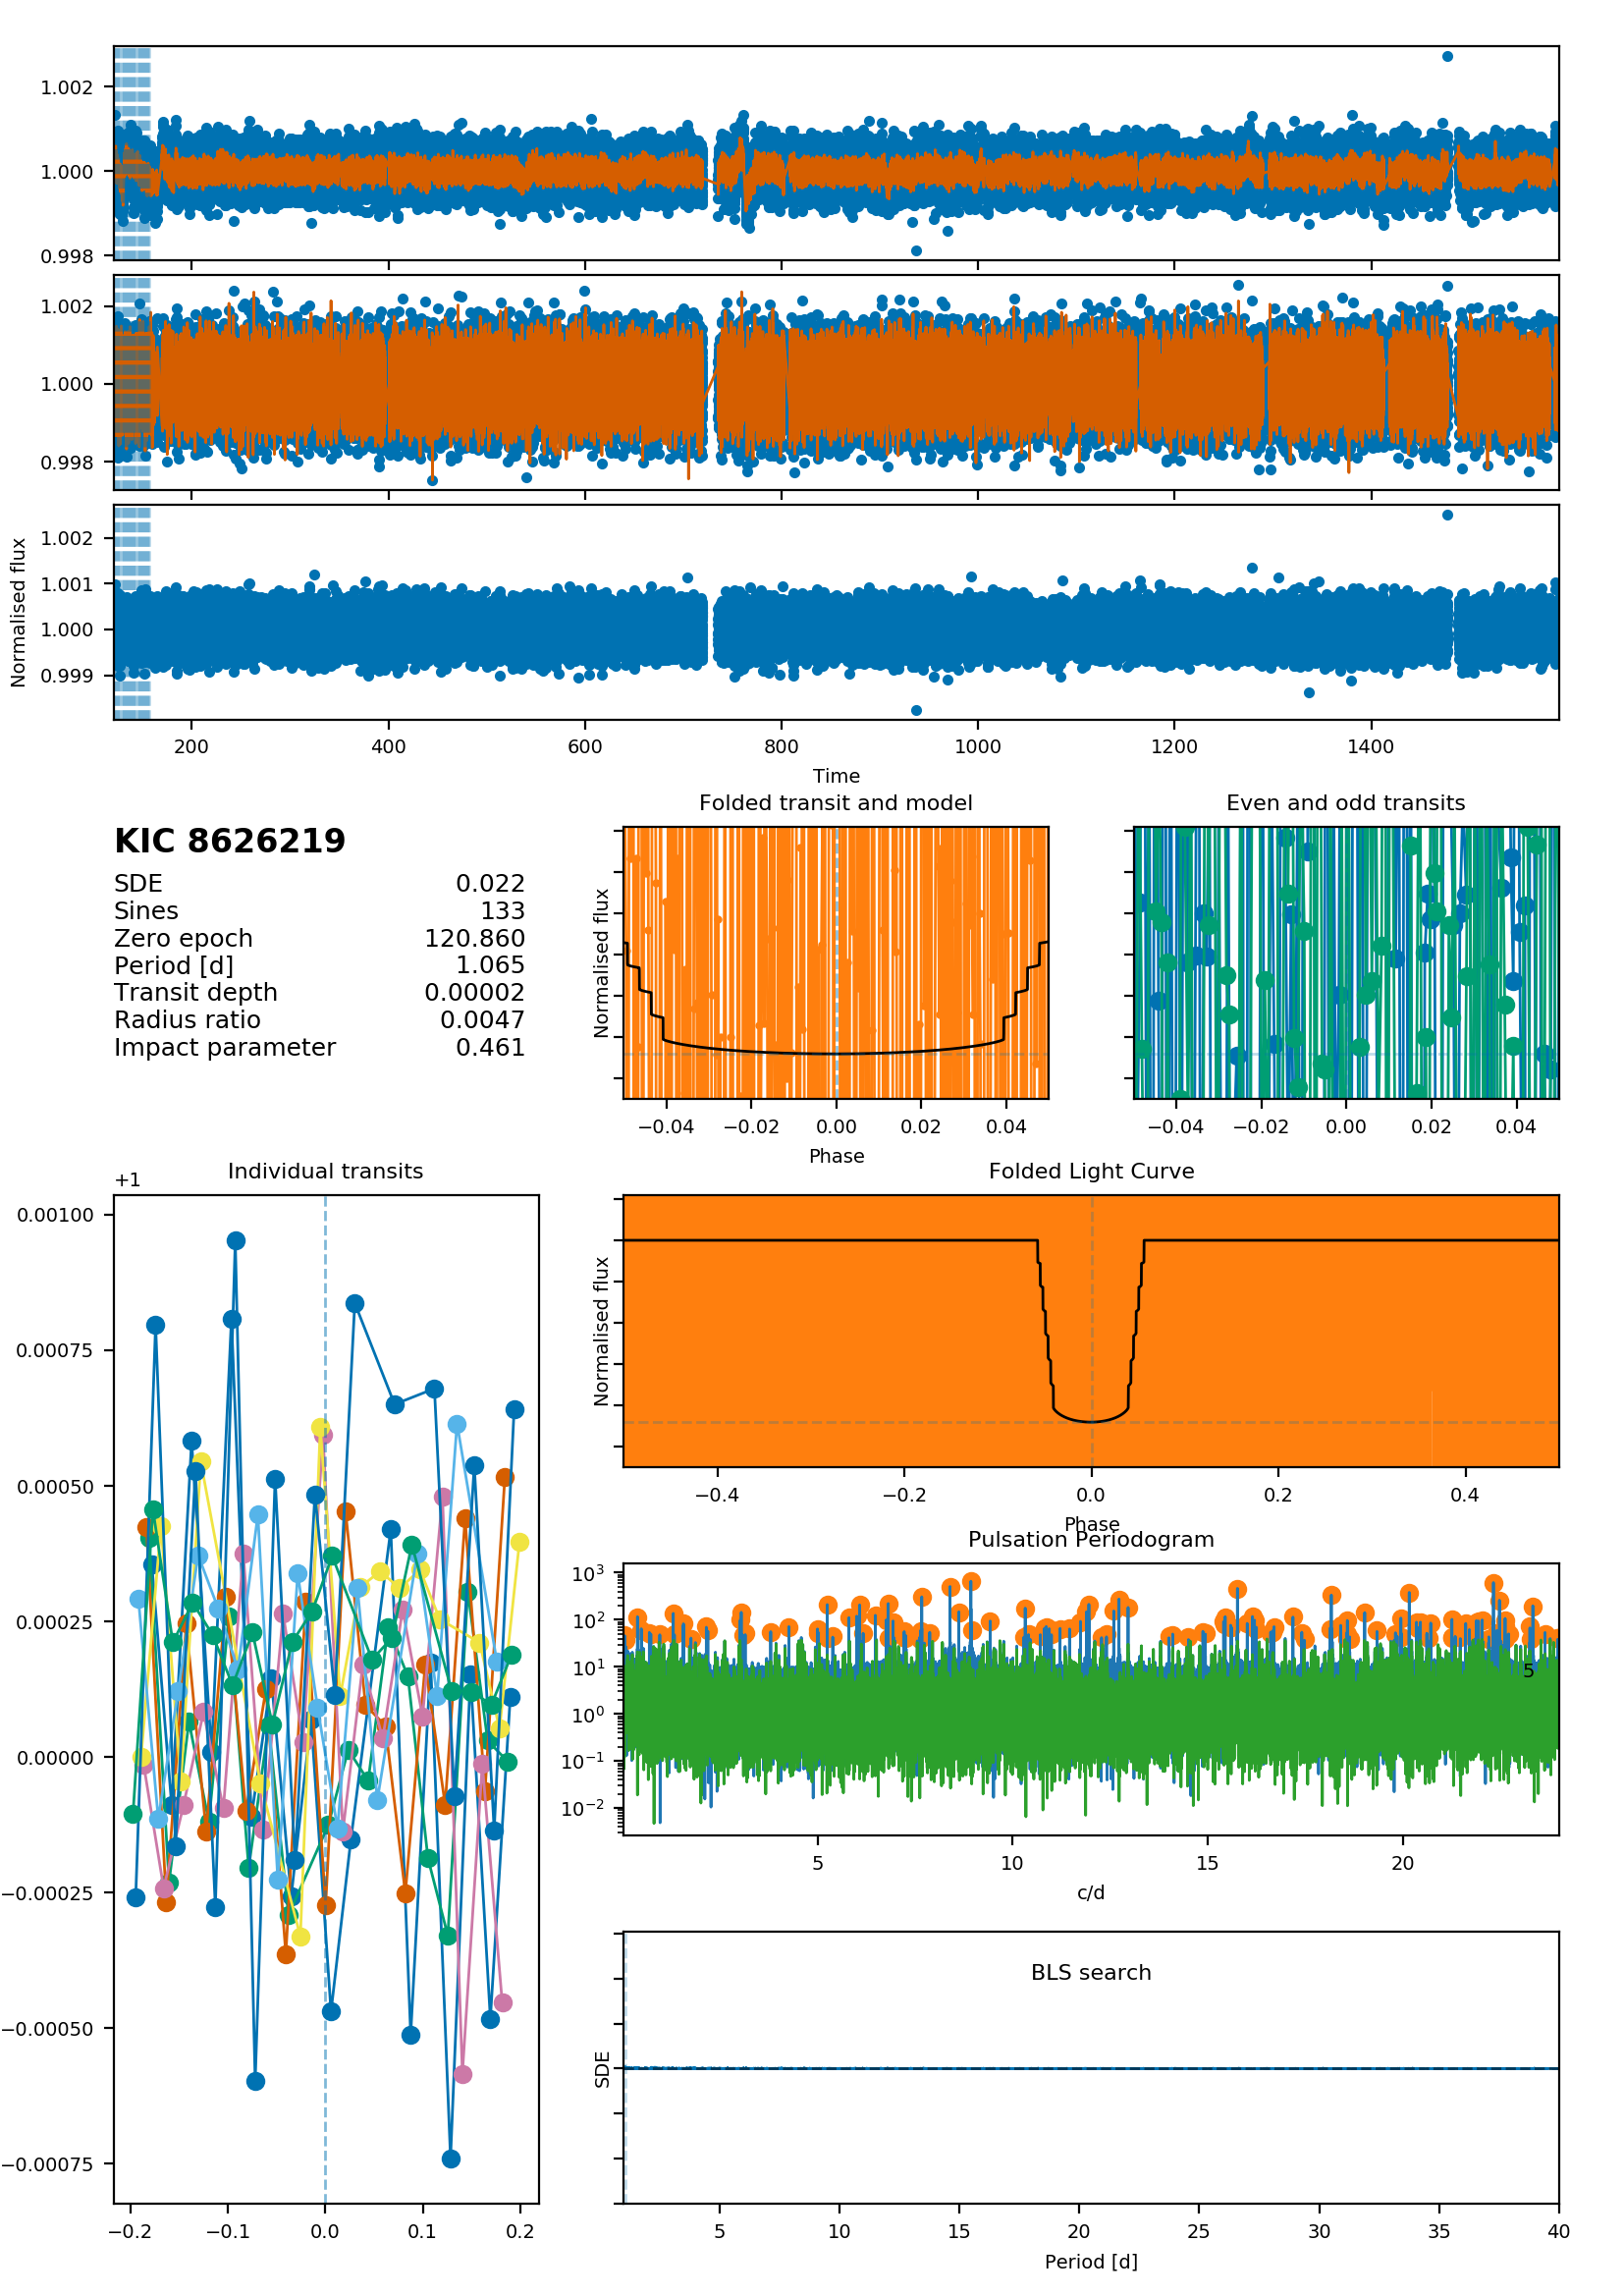 1.002
1.000
0.998
1.002
1.000
0.998
1.002
1.001
1.000
0.999
Normalised flux
200 400 600 800 1000 1200 1400
Time
KIC 8626219
SDE 0.022
Sines 133
Zero epoch 120.860
Period [d] 1.065
Transit depth 0.00002
Radius ratio 0.0047
Impact parameter 0.461
Folded transit and model
Normalised flux
−0.04 −0.02 0.00 0.02 0.04
Phase
Even and odd transits
−0.04 −0.02 0.00 0.02 0.04
Individual transits
+1
0.00100
0.00075
0.00050
0.00025
0.00000
−0.00025
−0.00050
−0.00075
−0.2 −0.1 0.0 0.1 0.2
Folded Light Curve
Normalised flux
−0.4 −0.2 0.0 0.2 0.4
Phase
Pulsation Periodogram
10³
10²
10¹
10⁰
10⁻¹
10⁻²
5
5 10 15 20
c/d
BLS search
SDE
5 10 15 20 25 30 35 40
Period [d]